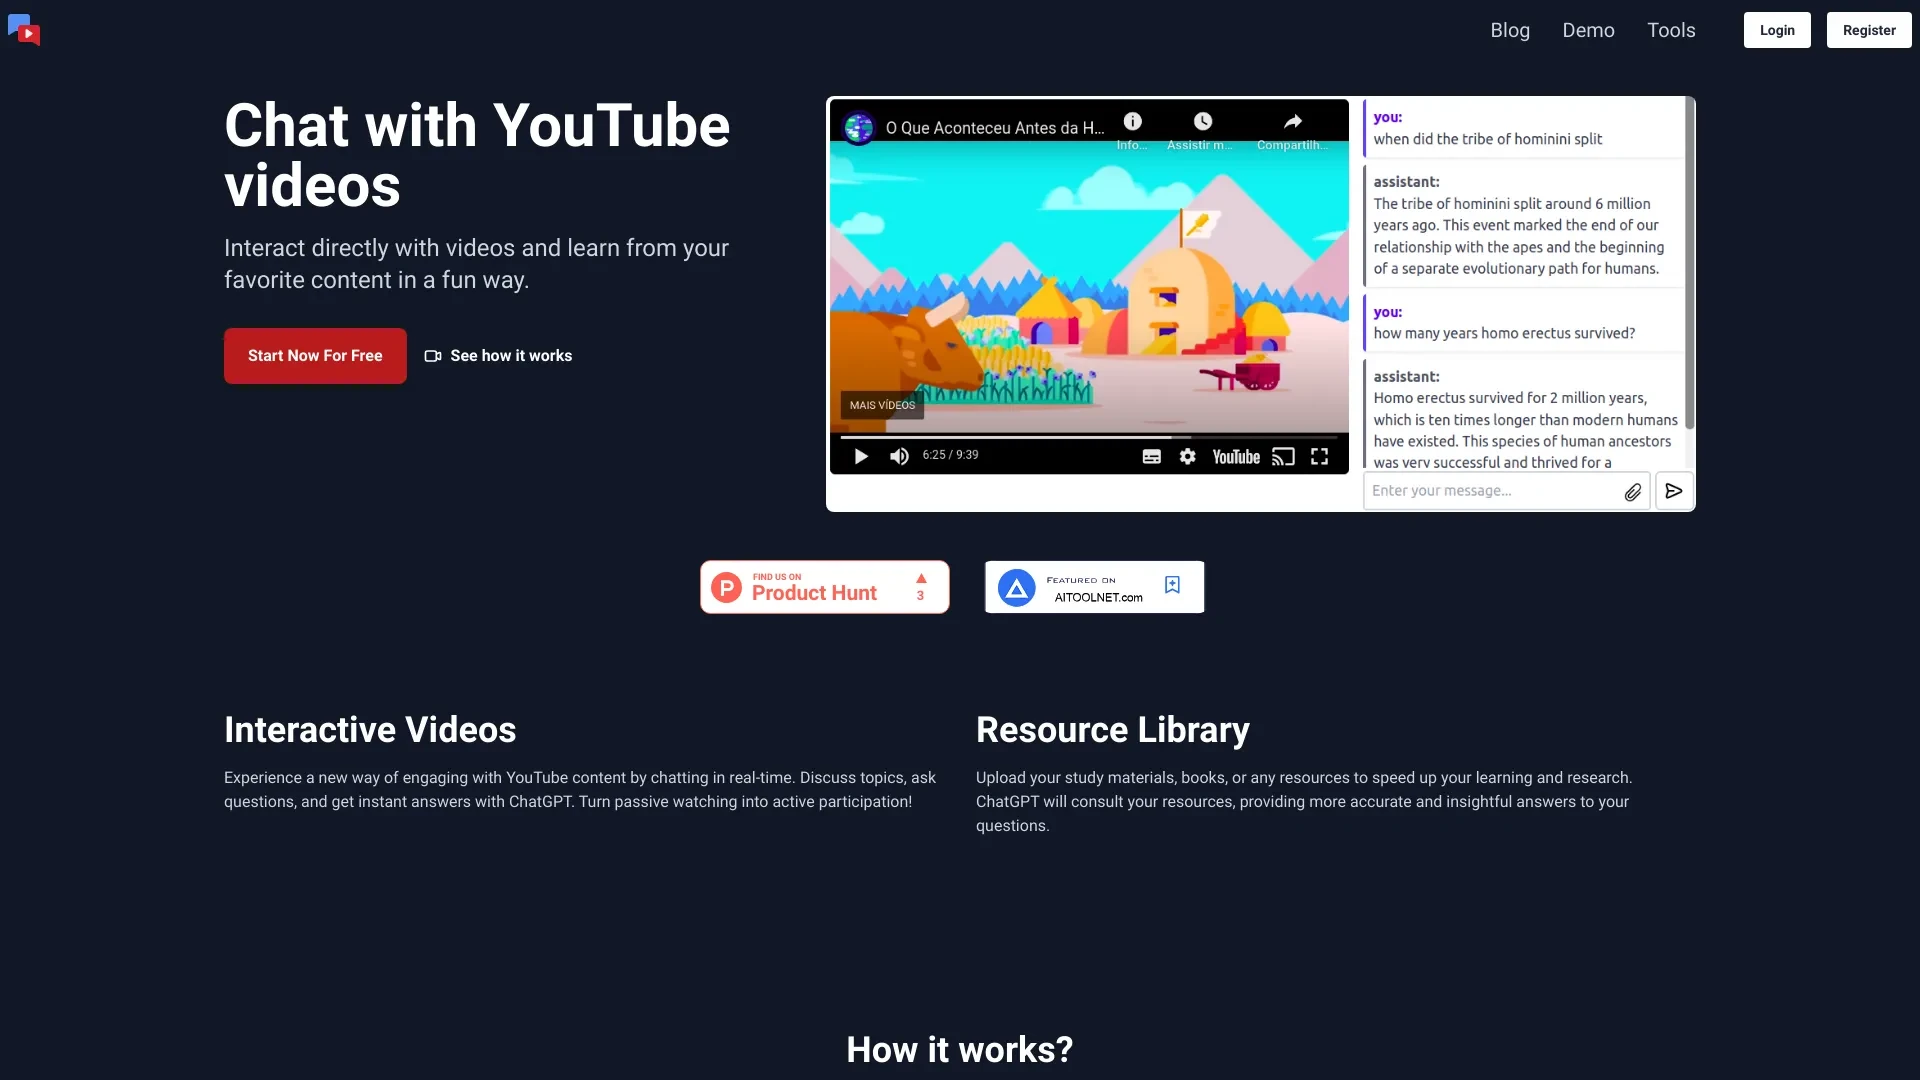 Blog
Demo
Tools
Login
Register
Chat with YouTube
videos
Interact directly with videos and learn from your
favorite content in a fun way.
Start Now For Free
See how it works
O Que Aconteceu Antes da H...
Info...
Assistir m...
Compartilh...
MAIS VÍDEOS
6:25 / 9:39
YouTube
you:
when did the tribe of hominini split
assistant:
The tribe of hominini split around 6 million
years ago. This event marked the end of our
relationship with the apes and the beginning
of a separate evolutionary path for humans.
you:
how many years homo erectus survived?
assistant:
Homo erectus survived for 2 million years,
which is ten times longer than modern humans
have existed. This species of human ancestors
was very successful and thrived for a
Enter your message...
P
FIND US ON
Product Hunt
3
FEATURED ON
AITOOLNET.com
Interactive Videos
Experience a new way of engaging with YouTube content by chatting in real-time. Discuss topics, ask
questions, and get instant answers with ChatGPT. Turn passive watching into active participation!
Resource Library
Upload your study materials, books, or any resources to speed up your learning and research.
ChatGPT will consult your resources, providing more accurate and insightful answers to your
questions.
How it works?